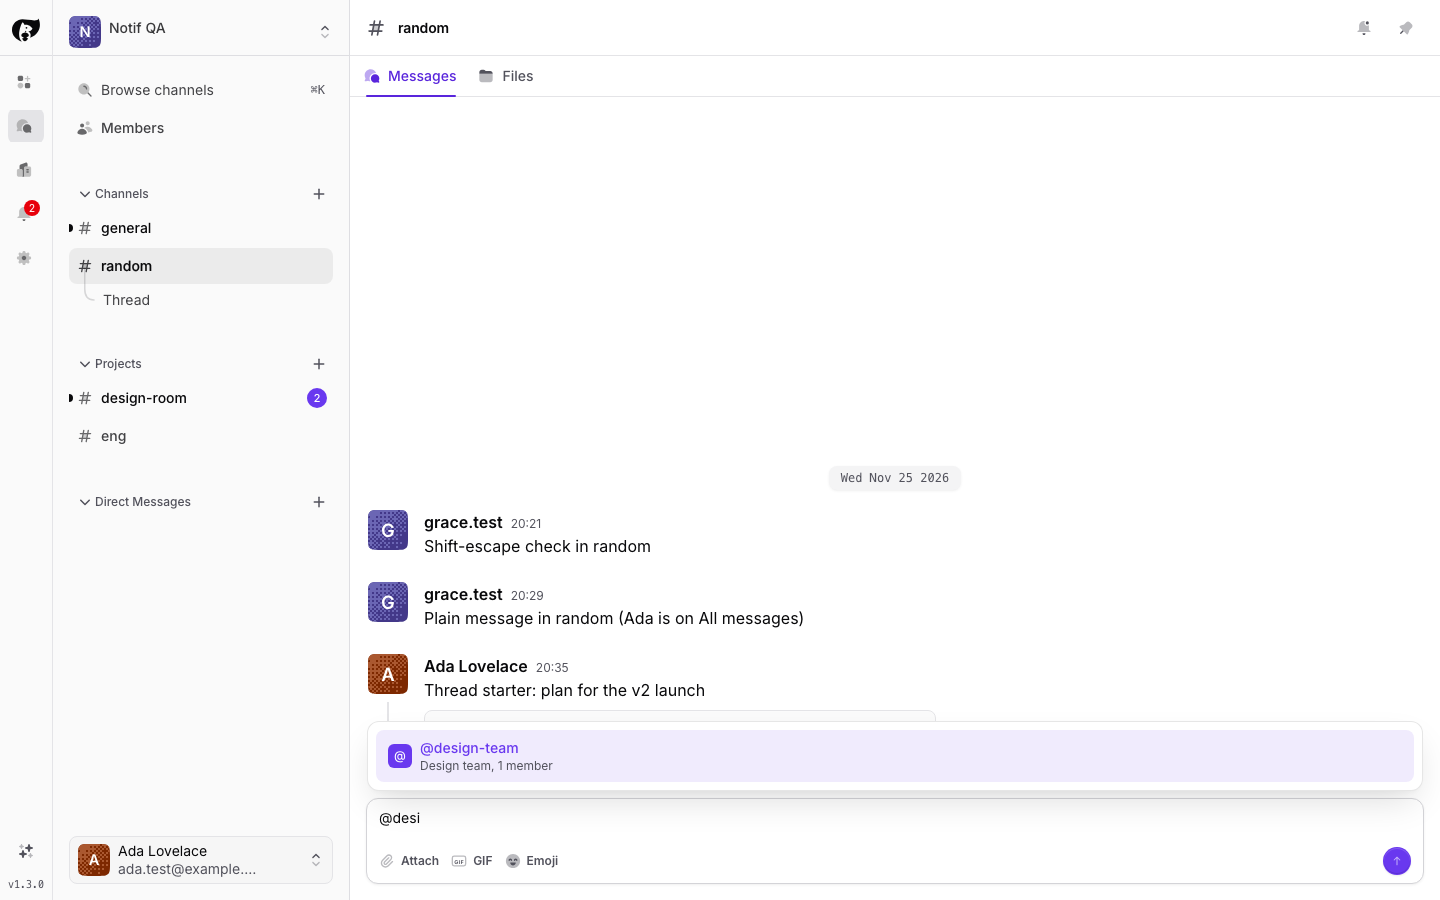 N
Notif QA
Browse channels
⌘K
Members
2
Channels
general
random
Thread
Projects
design-room
2
eng
Direct Messages
A
Ada Lovelace
ada.test@example....
v1.3.0
random
Messages
Files
Wed Nov 25 2026
G
grace.test 20:21
Shift-escape check in random
G
grace.test 20:29
Plain message in random (Ada is on All messages)
A
Ada Lovelace 20:35
Thread starter: plan for the v2 launch
@
@design-team
Design team, 1 member
@desi
Attach
GIF
GIF
Emoji